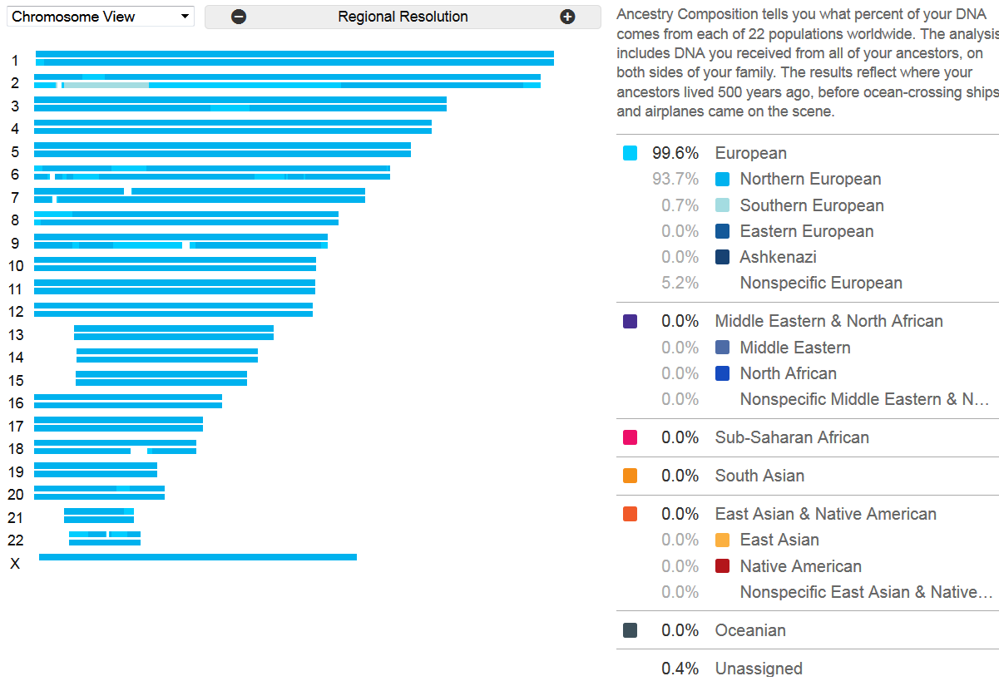 Chromosome View
Regional Resolution
1
2
3
4
5
6
7
8
9
10
11
12
13
14
15
16
17
18
19
20
21
22
X
Ancestry Composition tells you what percent of your DNA
comes from each of 22 populations worldwide. The analysis
includes DNA you received from all of your ancestors, on
both sides of your family. The results reflect where your
ancestors lived 500 years ago, before ocean-crossing ships
and airplanes came on the scene.
99.6% European
93.7% Northern European
0.7% Southern European
0.0% Eastern European
0.0% Ashkenazi
5.2% Nonspecific European
0.0% Middle Eastern & North African
0.0% Middle Eastern
0.0% North African
0.0% Nonspecific Middle Eastern & N...
0.0% Sub-Saharan African
0.0% South Asian
0.0% East Asian & Native American
0.0% East Asian
0.0% Native American
0.0% Nonspecific East Asian & Native...
0.0% Oceanian
0.4% Unassigned